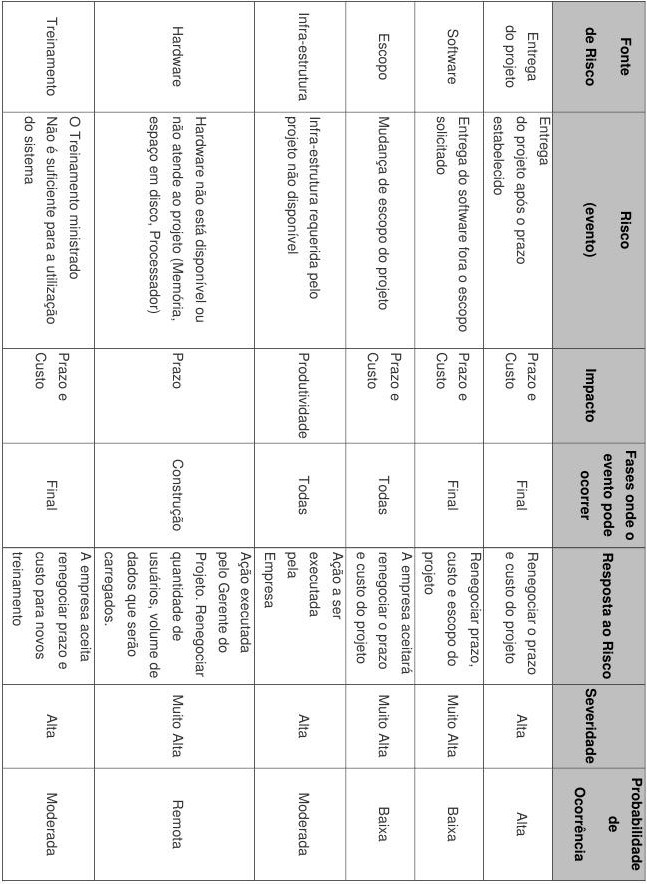 Fonte
de Risco
Risco
(evento)
Impacto
Fases onde o
evento pode
ocorrer
Resposta ao Risco
Severidade
Probabilidade
de
Ocorrência
Entrega
do projeto
Entrega
do projeto após o prazo
estabelecido
Prazo e
Custo
Final
Renegociar o prazo
e custo do projeto
Alta
Alta
Software
Entrega do software fora o escopo
solicitado
Prazo e
Custo
Final
Renegociar prazo,
custo e escopo do
projeto
Muito Alta
Baixa
Escopo
Mudança de escopo do projeto
Prazo e
Custo
Todas
A empresa aceitará
renegociar o prazo
e custo do projeto
Muito Alta
Baixa
Infra-estrutura
Infra-estrutura requerida pelo
projeto não disponível
Produtividade
Todas
Ação a ser
executada
pela
Empresa
Alta
Moderada
Hardware
Hardware não está disponível ou
não atende ao projeto (Memória,
espaço em disco, Processador)
Prazo
Construção
Ação executada
pelo Gerente do
Projeto. Renegociar
quantidade de
usuários, volume de
dados que serão
carregados.
Muito Alta
Remota
Treinamento
O Treinamento ministrado
Não é suficiente para a utilização
do sistema
Prazo e
Custo
Final
A empresa aceita
renegociar prazo e
custo para novos
treinamento
Alta
Moderada